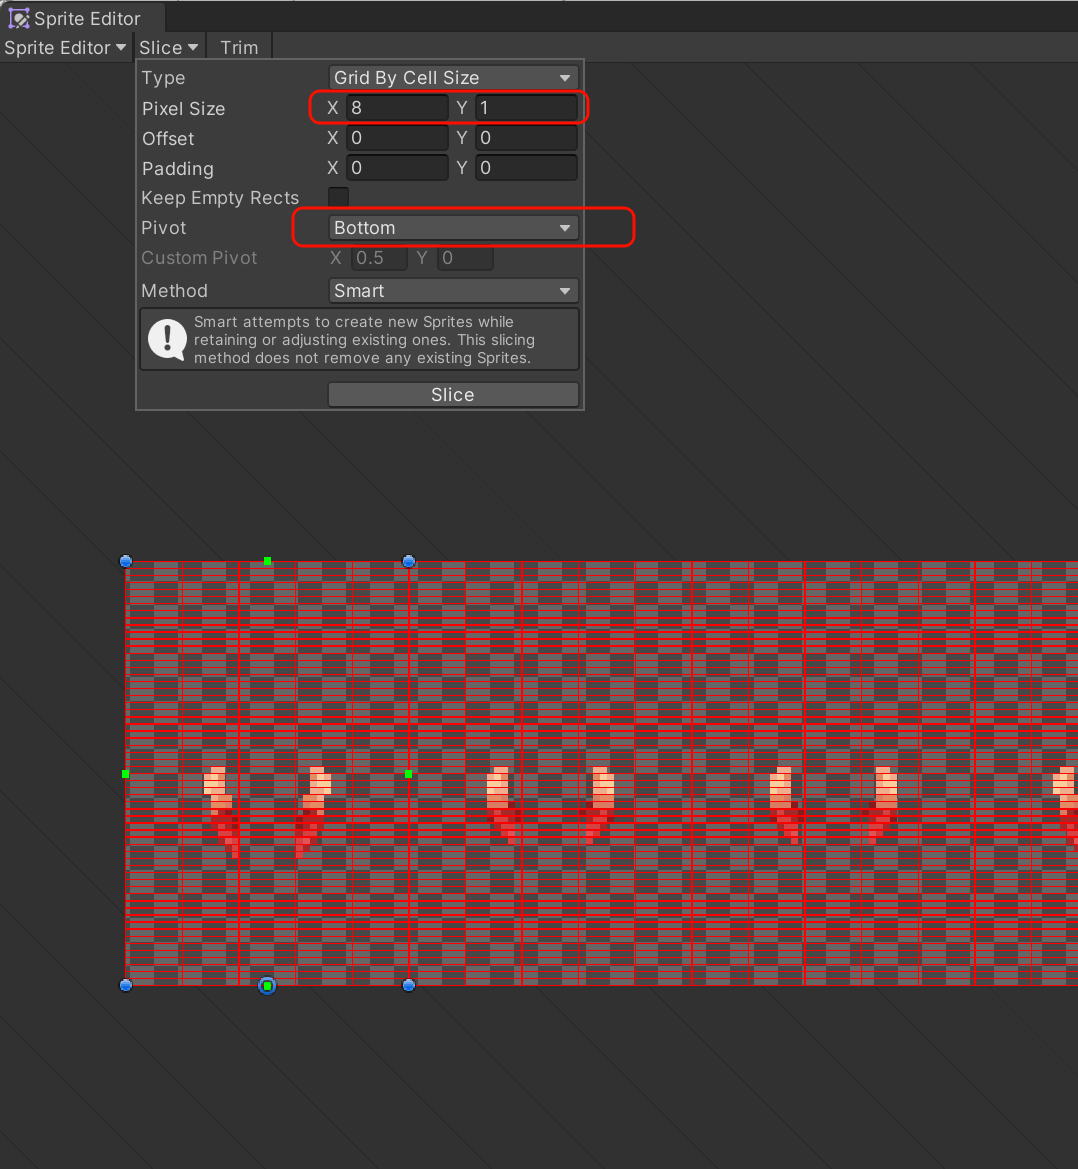 Sprite Editor
Sprite Editor Slice Trim
Type Grid By Cell Size
Pixel Size X 8 Y 1
Offset X 0 Y 0
Padding X 0 Y 0
Keep Empty Rects
Pivot Bottom
Custom Pivot X 0.5 Y 0
Method Smart
Smart attempts to create new Sprites while
retaining or adjusting existing ones. This slicing
method does not remove any existing Sprites.
Slice